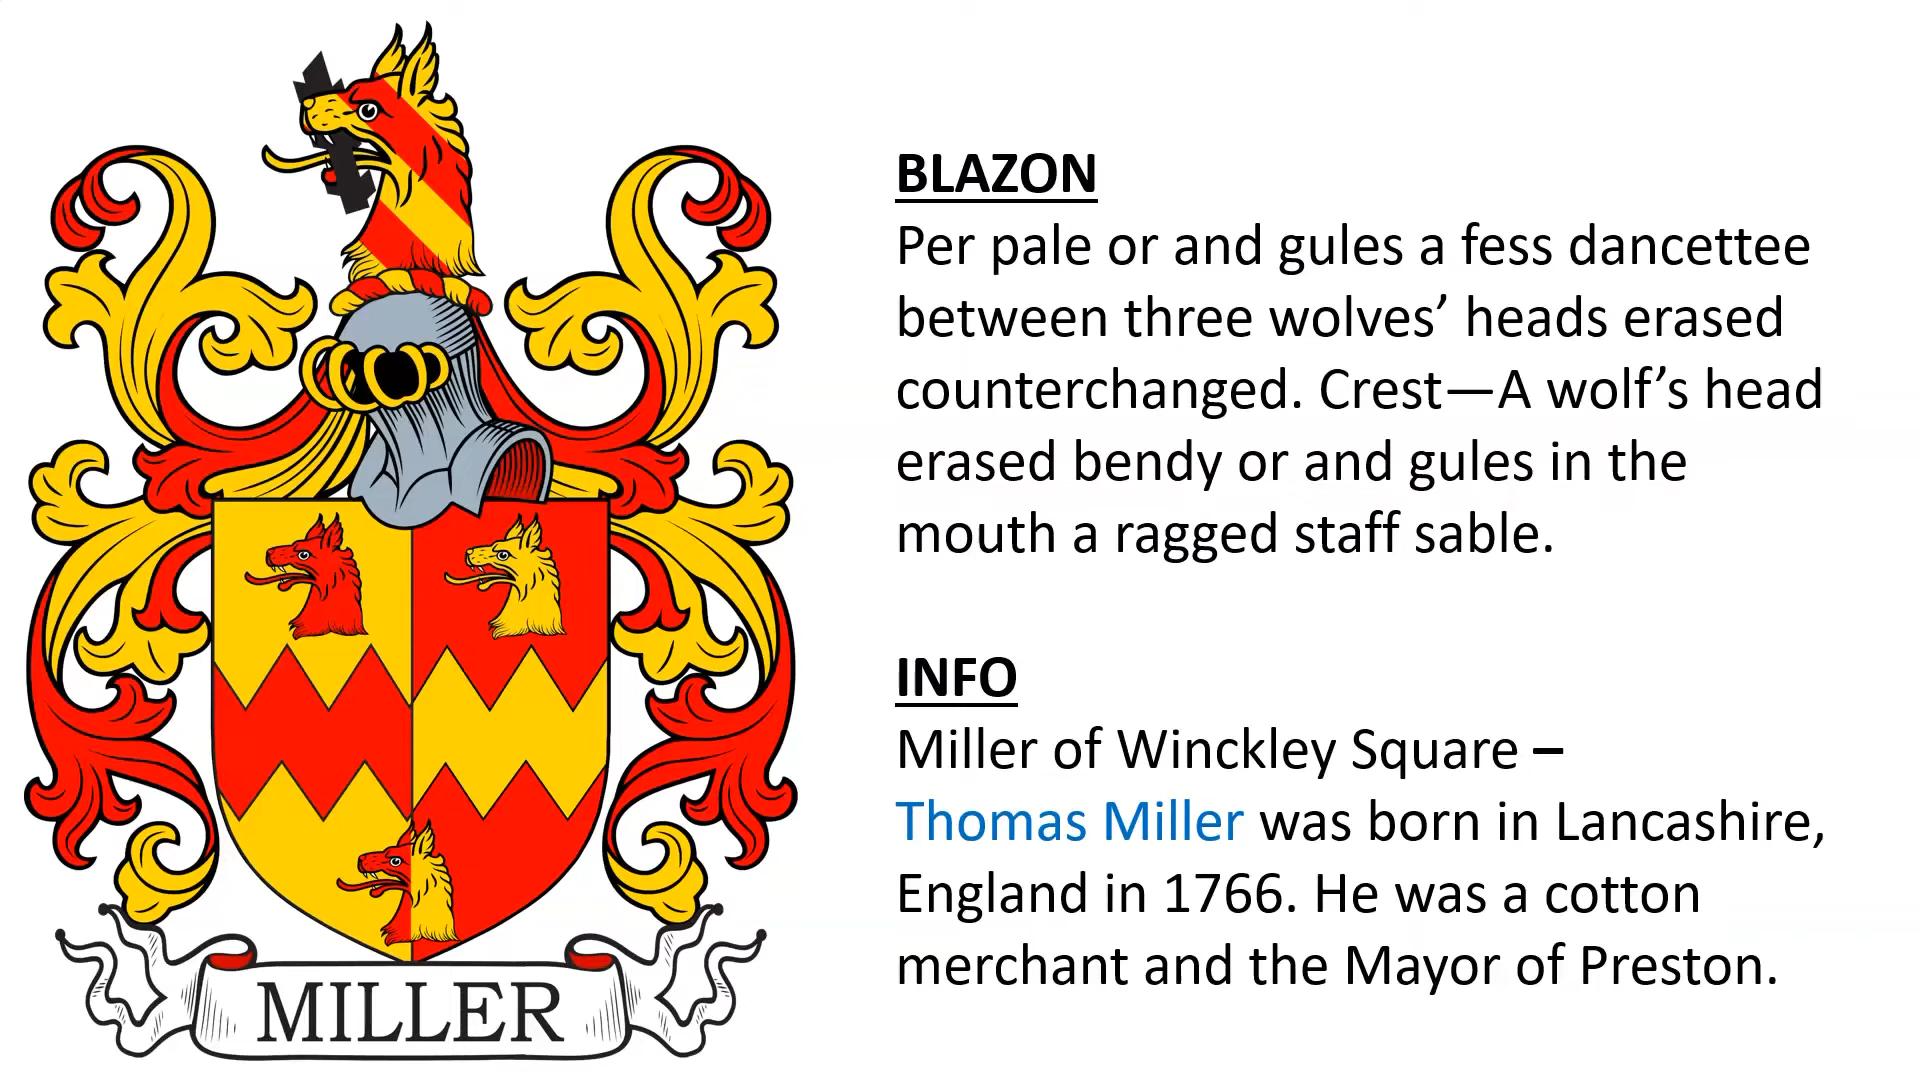 BLAZON
Per pale or and gules a fess dancettee
between three wolves’ heads erased
counterchanged. Crest—A wolf’s head
erased bendy or and gules in the
mouth a ragged staff sable.
INFO
Miller of Winckley Square –
Thomas Miller was born in Lancashire,
England in 1766. He was a cotton
merchant and the Mayor of Preston.
MILLER